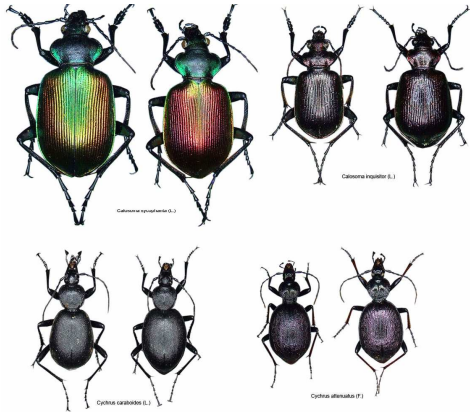 Calosoma sycophanta (L.)
Calosoma inquisitor (L.)
Cychrus caraboides (L.)
Cychrus attenuatus (F.)